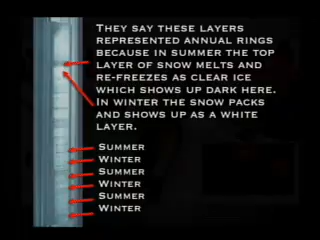 They say these layers
represented annual rings
because in summer the top
layer of snow melts and
re-freezes as clear ice
which shows up dark here.
In winter the snow packs
and shows up as a white
layer.
Summer
Winter
Summer
Winter
Summer
Winter